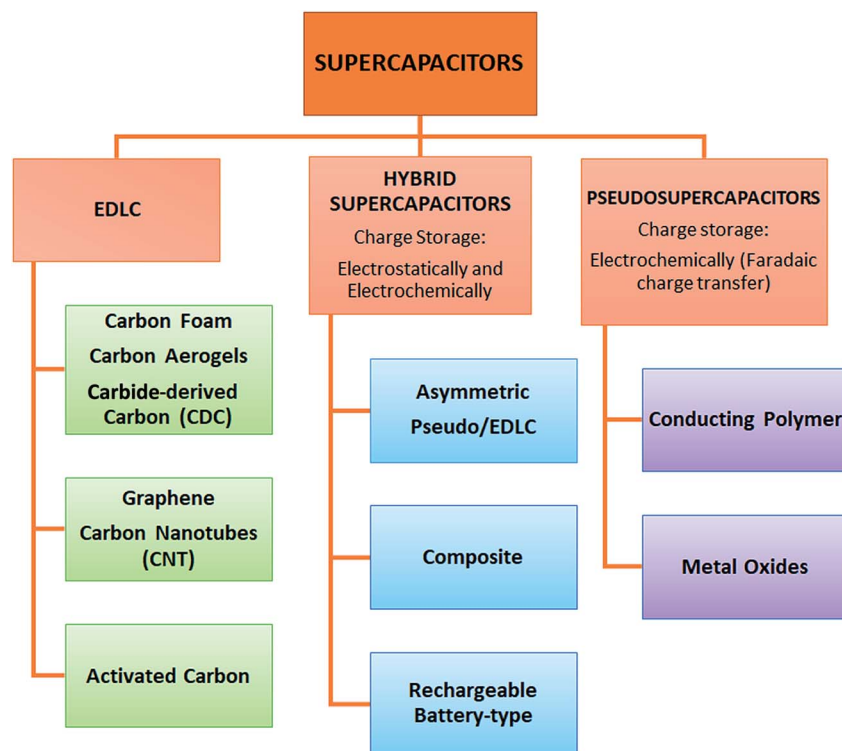 SUPERCAPACITORS
EDLC
HYBRID
SUPERCAPACITORS
Charge Storage:
Electrostatically and
Electrochemically
PSEUDOSUPERCAPACITORS
Charge storage:
Electrochemically (Faradaic
charge transfer)
Carbon Foam
Carbon Aerogels
Carbide-derived
Carbon (CDC)
Graphene
Carbon Nanotubes
(CNT)
Activated Carbon
Asymmetric
Pseudo/EDLC
Composite
Rechargeable
Battery-type
Conducting Polymer
Metal Oxides